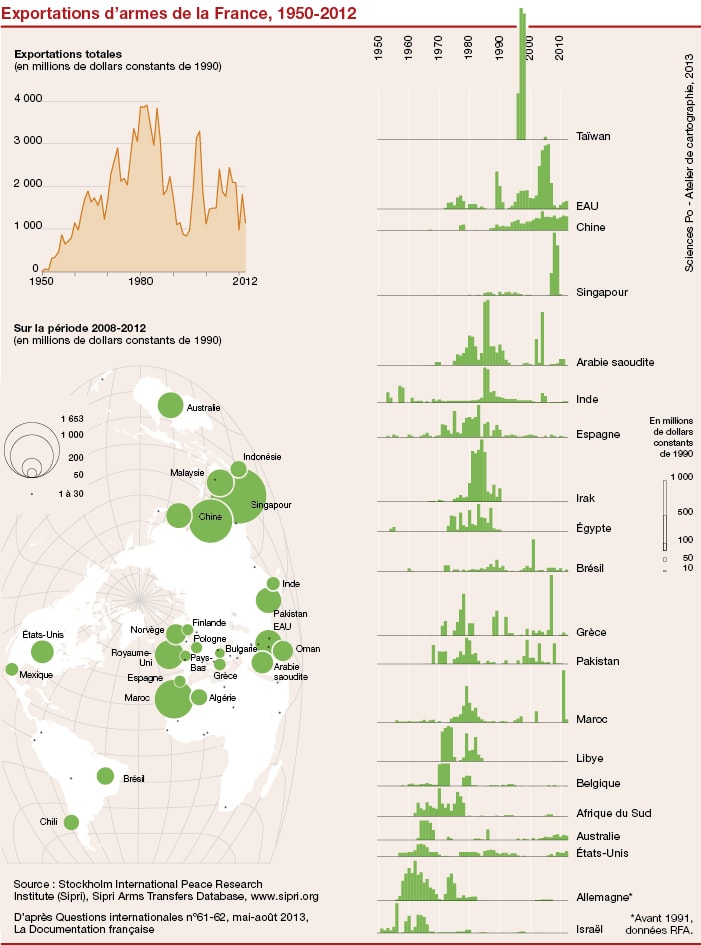 Exportations d'armes de la France, 1950-2012
Exportations totales
(en millions de dollars constants de 1990)
4 000
3 000
2 000
1 000
0
1950
1980
2012
Sur la période 2008-2012
(en millions de dollars constants de 1990)
1 653
1 000
200
50
1 à 30
Australie
Indonésie
Malaysie
Singapour
Chine
Inde
Pakistan
EAU
Oman
Arabie
saoudite
Norvège
Finlande
Pologne
Bulgarie
Royaume-
Uni
Pays-
Bas
Grèce
Espagne
Maroc
Algérie
États-Unis
Mexique
Brésil
Chili
Source : Stockholm International Peace Research
Institute (Sipri), Sipri Arms Transfers Database, www.sipri.org
D'après Questions internationales nº61-62, mai-août 2013,
La Documentation française
1950
1960
1970
1980
1990
2000
2010
Taïwan
EAU
Chine
Singapour
Arabie saoudite
Inde
Espagne
Irak
Égypte
Brésil
Grèce
Pakistan
Maroc
Libye
Belgique
Afrique du Sud
Australie
États-Unis
Allemagne*
Israël
En millions
de dollars
constants
de 1990
1 000
500
100
50
10
*Avant 1991,
données RFA.
Sciences Po - Atelier de cartographie, 2013